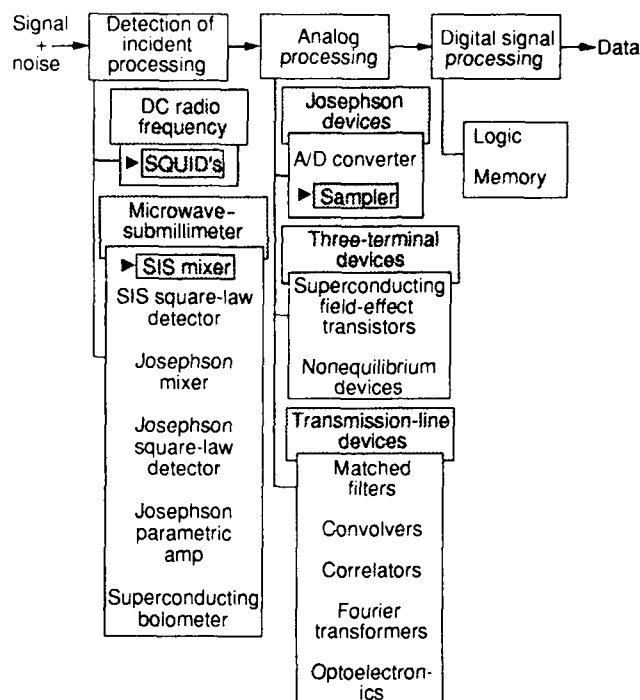 Signal
+
noise
Detection of
incident
processing
Analog
processing
Digital signal
processing
Data
DC radio
frequency
SQUID's
Microwave-
submillimeter
SIS mixer
SIS square-law
detector
Josephson
mixer
Josephson
square-law
detector
Josephson
parametric
amp
Superconducting
bolometer
Josephson
devices
A/D converter
Sampler
Three-terminal
devices
Superconducting
field-effect
transistors
Nonequilibrium
devices
Transmission-line
devices
Matched
filters
Convolvers
Correlators
Fourier
transformers
Optoelectron-
ics
Logic
Memory